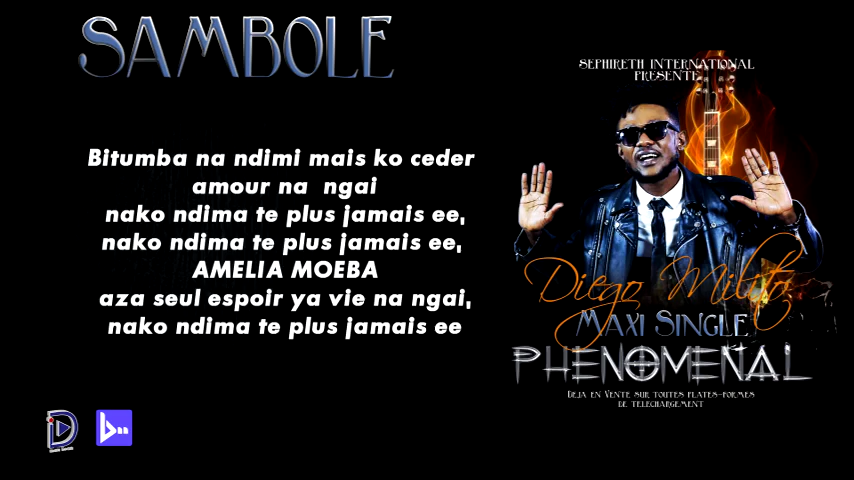 SAMBOLE
Bitumba na ndimi mais ko ceder
amour na ngai
nako ndima te plus jamais ee,
nako ndima te plus jamais ee,
AMELIA MOEBA
aza seul espoir ya vie na ngai,
nako ndima te plus jamais ee
SEPHIRETH INTERNATIONAL
PRESENTE
Diego Milito
MAXI SINGLE
PHENOMENAL
DEJA EN VENTE SUR TOUTES PLATES-FORMES
DE TELECHARGEMENT